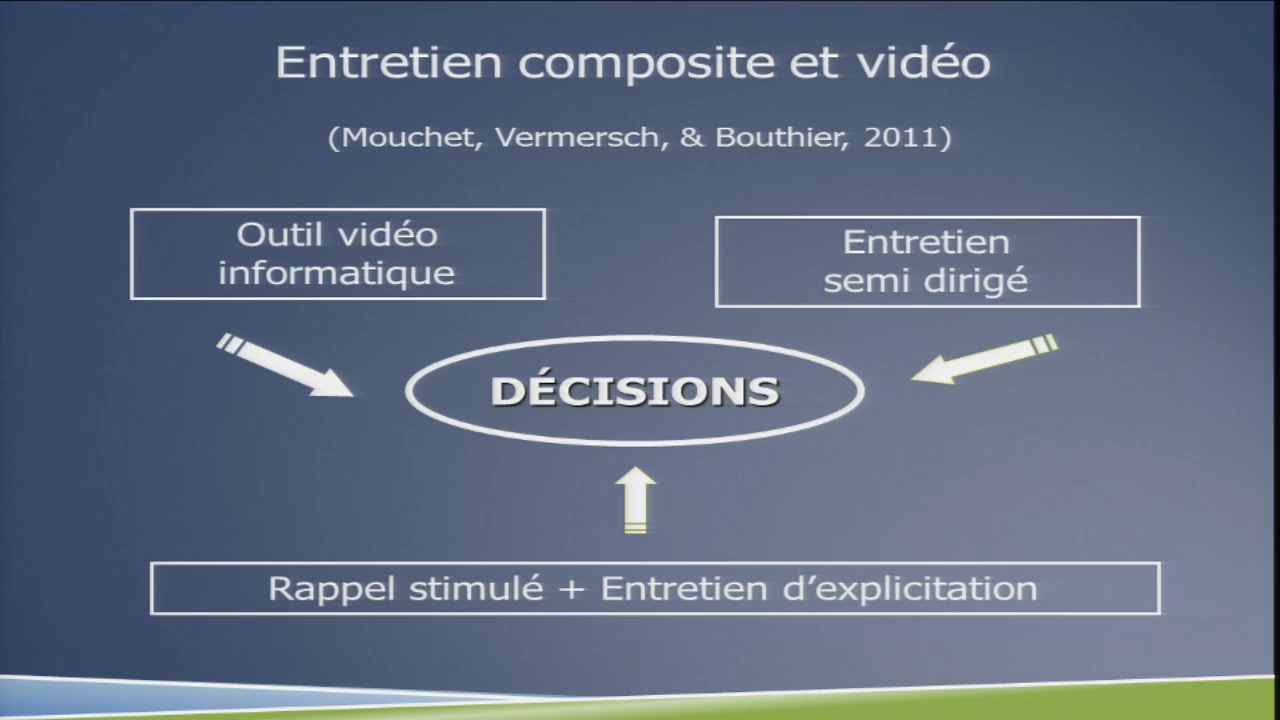 Entretien composite et vidéo
(Mouchet, Vermersch, & Bouthier, 2011)
Outil vidéo
informatique
Entretien
semi dirigé
DÉCISIONS
Rappel stimulé + Entretien d’explicitation